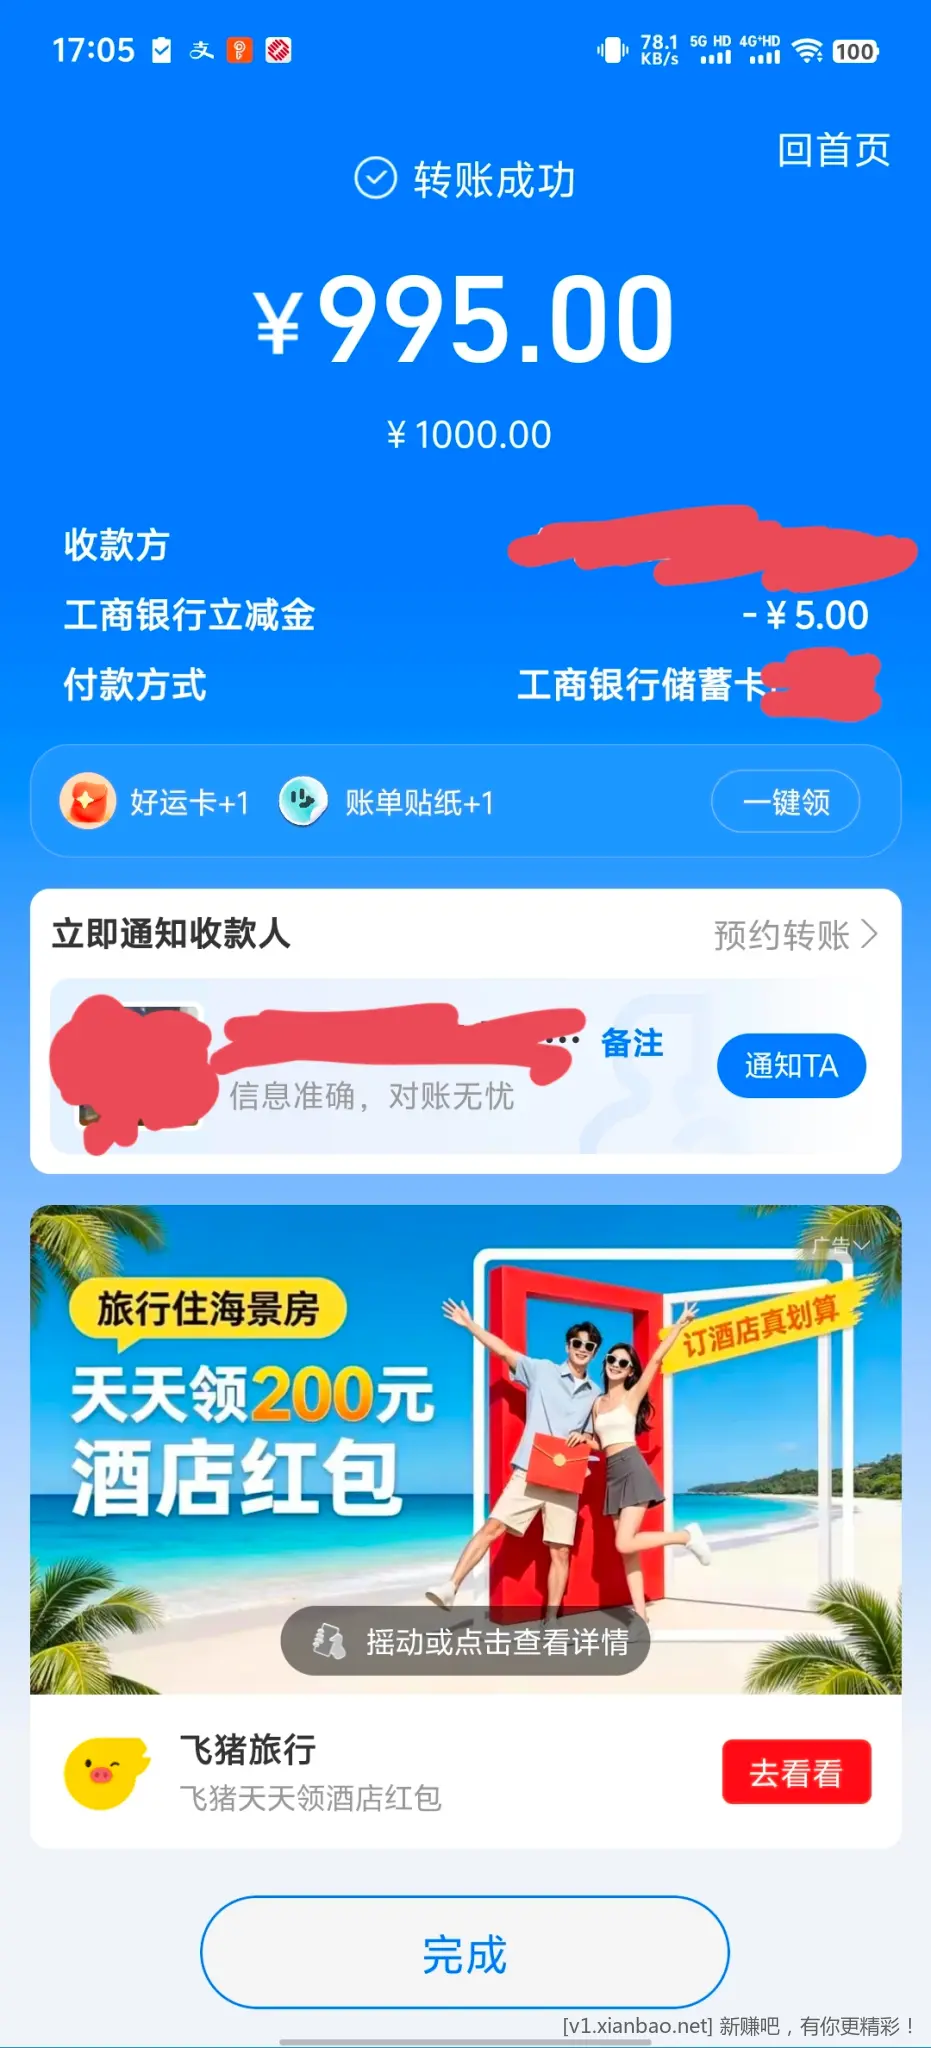 17:05
78.1 KB/s 5G HD 4G+HD 100
回首页
转账成功
¥995.00
¥1000.00
收款方
工商银行立减金 -¥5.00
付款方式 工商银行储蓄卡
好运卡+1 账单贴纸+1 一键领
立即通知收款人 预约转账
... 备注
通知TA
信息准确，对账无忧
广告
旅行住海景房
订酒店真划算
天天领200元
酒店红包
摇动或点击查看详情
飞猪旅行
飞猪天天领酒店红包
去看看
完成
[v1.xianbao.net] 新赚吧，有你更精彩！